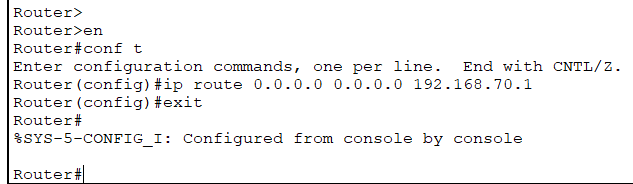 Router>
Router>en
Router#conf t
Enter configuration commands, one per line.  End with CNTL/Z.
Router(config)#ip route 0.0.0.0 0.0.0.0 192.168.70.1
Router(config)#exit
Router#
%SYS-5-CONFIG_I: Configured from console by console
Router#